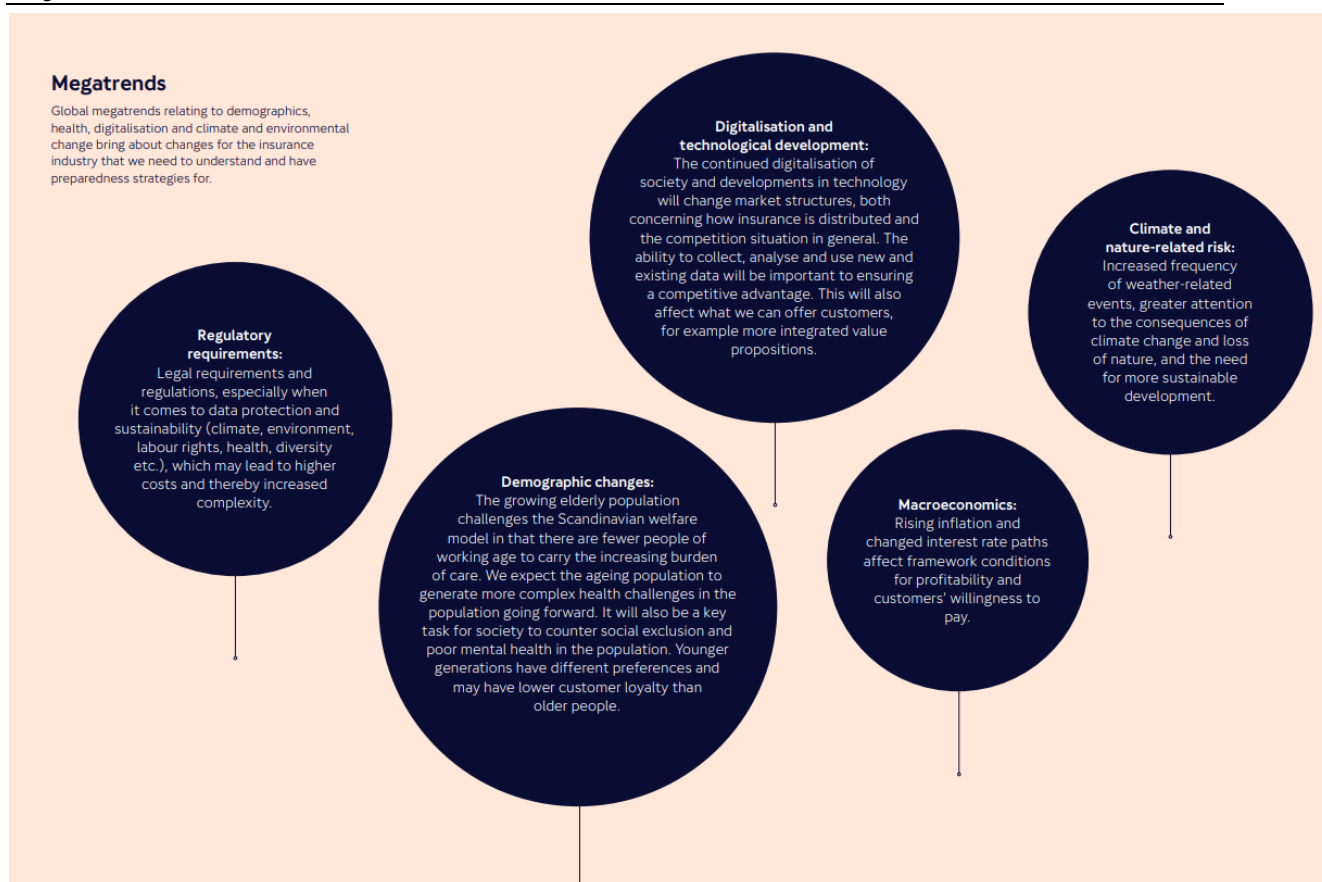 Megatrends
Global megatrends relating to demographics,
health, digitalisation and climate and environmental
change bring about changes for the insurance
industry that we need to understand and have
preparedness strategies for.
Regulatory
requirements:
Legal requirements and
regulations, especially when
it comes to data protection and
sustainability (climate, environment,
labour rights, health, diversity
etc.), which may lead to higher
costs and thereby increased
complexity.
Demographic changes:
The growing elderly population
challenges the Scandinavian welfare
model in that there are fewer people of
working age to carry the increasing burden
of care. We expect the ageing population to
generate more complex health challenges in the
population going forward. It will also be a key
task for society to counter social exclusion and
poor mental health in the population. Younger
generations have different preferences and
may have lower customer loyalty than
older people.
Digitalisation and
technological development:
The continued digitalisation of
society and developments in technology
will change market structures, both
concerning how insurance is distributed and
the competition situation in general. The
ability to collect, analyse and use new and
existing data will be important to ensuring
a competitive advantage. This will also
affect what we can offer customers,
for example more integrated value
propositions.
Macroeconomics:
Rising inflation and
changed interest rate paths
affect framework conditions
for profitability and
customers' willingness to
pay.
Climate and
nature-related risk:
Increased frequency
of weather-related
events, greater attention
to the consequences of
climate change and loss
of nature, and the need
for more sustainable
development.